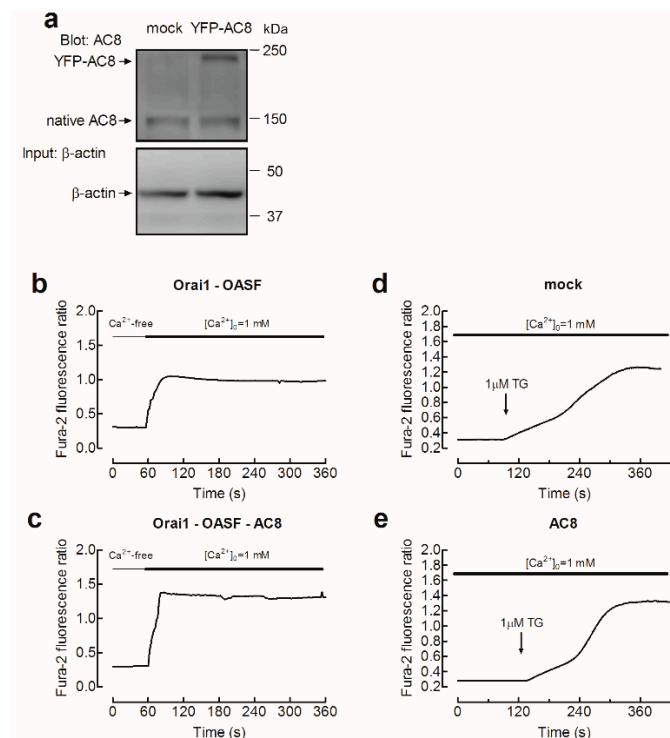 a
mock YFP-AC8 kDa
Blot: AC8
YFP-AC8
250
native AC8
150
Input: β-actin
50
β-actin
37
b
Orai1 - OASF
Ca²⁺-free
[Ca²⁺]₀=1 mM
Fura-2 fluorescence ratio
2.0
1.5
1.0
0.5
0.0
0 60 120 180 240 300 360
Time (s)
d
mock
[Ca²⁺]₀=1 mM
1µM TG
Fura-2 fluorescence ratio
1.8
1.6
1.4
1.2
1.0
0.8
0.6
0.4
0.2
0 120 240 360
Time (s)
c
Orai1 - OASF - AC8
Ca²⁺-free
[Ca²⁺]₀=1 mM
Fura-2 fluorescence ratio
2.0
1.5
1.0
0.5
0.0
0 60 120 180 240 300 360
Time (s)
e
AC8
[Ca²⁺]₀=1 mM
1µM TG
Fura-2 fluorescence ratio
1.8
1.6
1.4
1.2
1.0
0.8
0.6
0.4
0.2
0 120 240 360
Time (s)